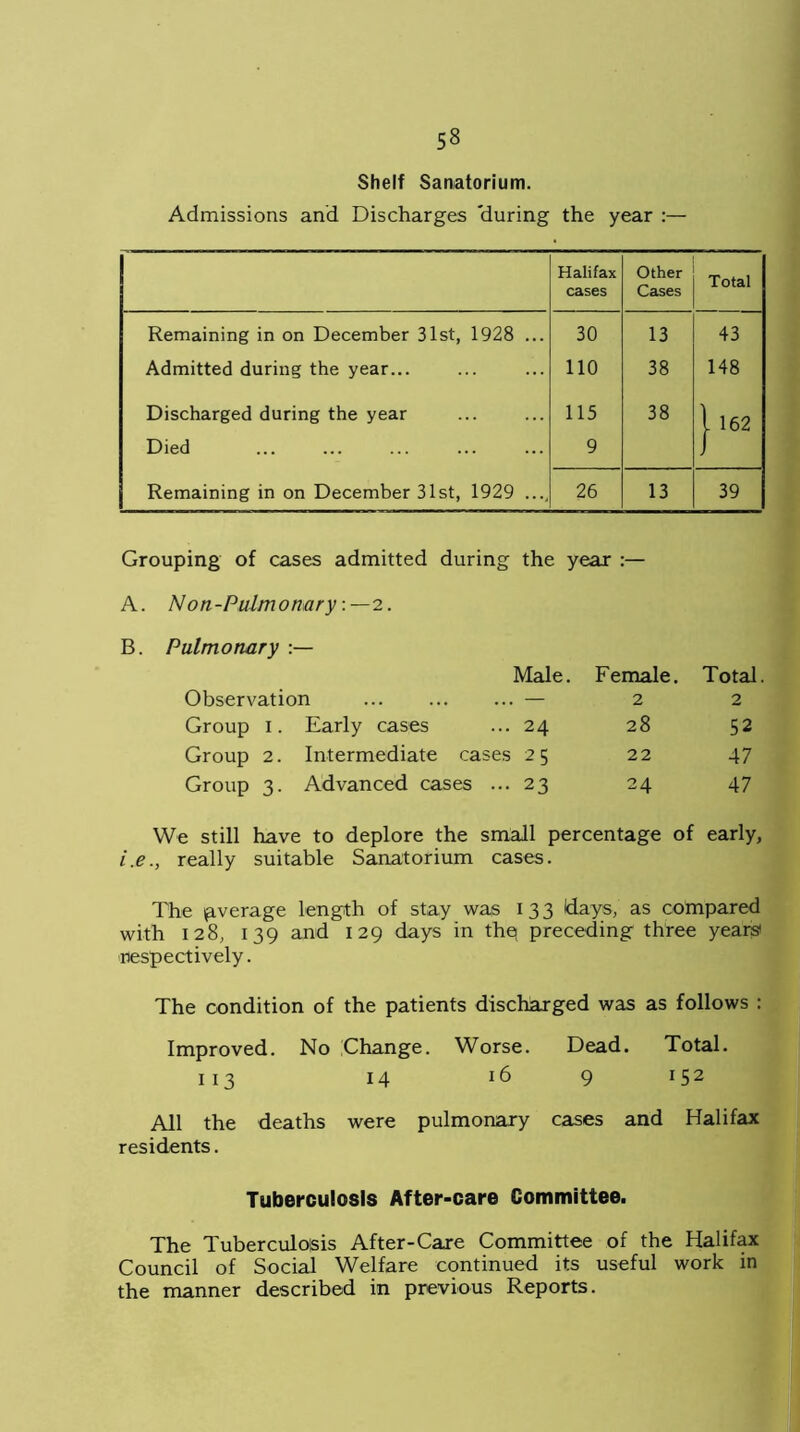 58
Shelf Sanatorium.
Admissions and Discharges 'during the year :—
Halifax cases Other Cases Total
Remaining in on December 31st, 1928 ... 30 13 43
Admitted during the year... ... ... 110 38 148
Discharged during the year ... ... 115 38 } 162
Died ... ... ... ... ... 9
Remaining in on December 31st, 1929 ..., 26 13 39
Grouping of cases admitted during the year :—
A. Non-Pulmonary:—2.
B. Pulmonary :—
Male. Female. Total.
Observation ... ... ... — 2 2
Group 1. Early cases ... 24 28 52
Group 2. Intermediate cases 25 22 47
Group 3. Advanced cases ... 23 24 47
We still have to deplore the small percentage of early,
i.e., really suitable Sanatorium cases.
The average length of stay was 133 days, as compared
with 128, 139 and 129 days in the preceding three years
respectively.
The condition of the patients discharged was as follows :
Improved. No Change. Worse. Dead. Total.
113 14 16 9 152
All the deaths were pulmonary cases and Halifax
residents.
Tuberculosis After-care Committee.
The Tuberculosis After-Care Committee of the Halifax
Council of Social Welfare continued its useful work in
the manner described in previous Reports.